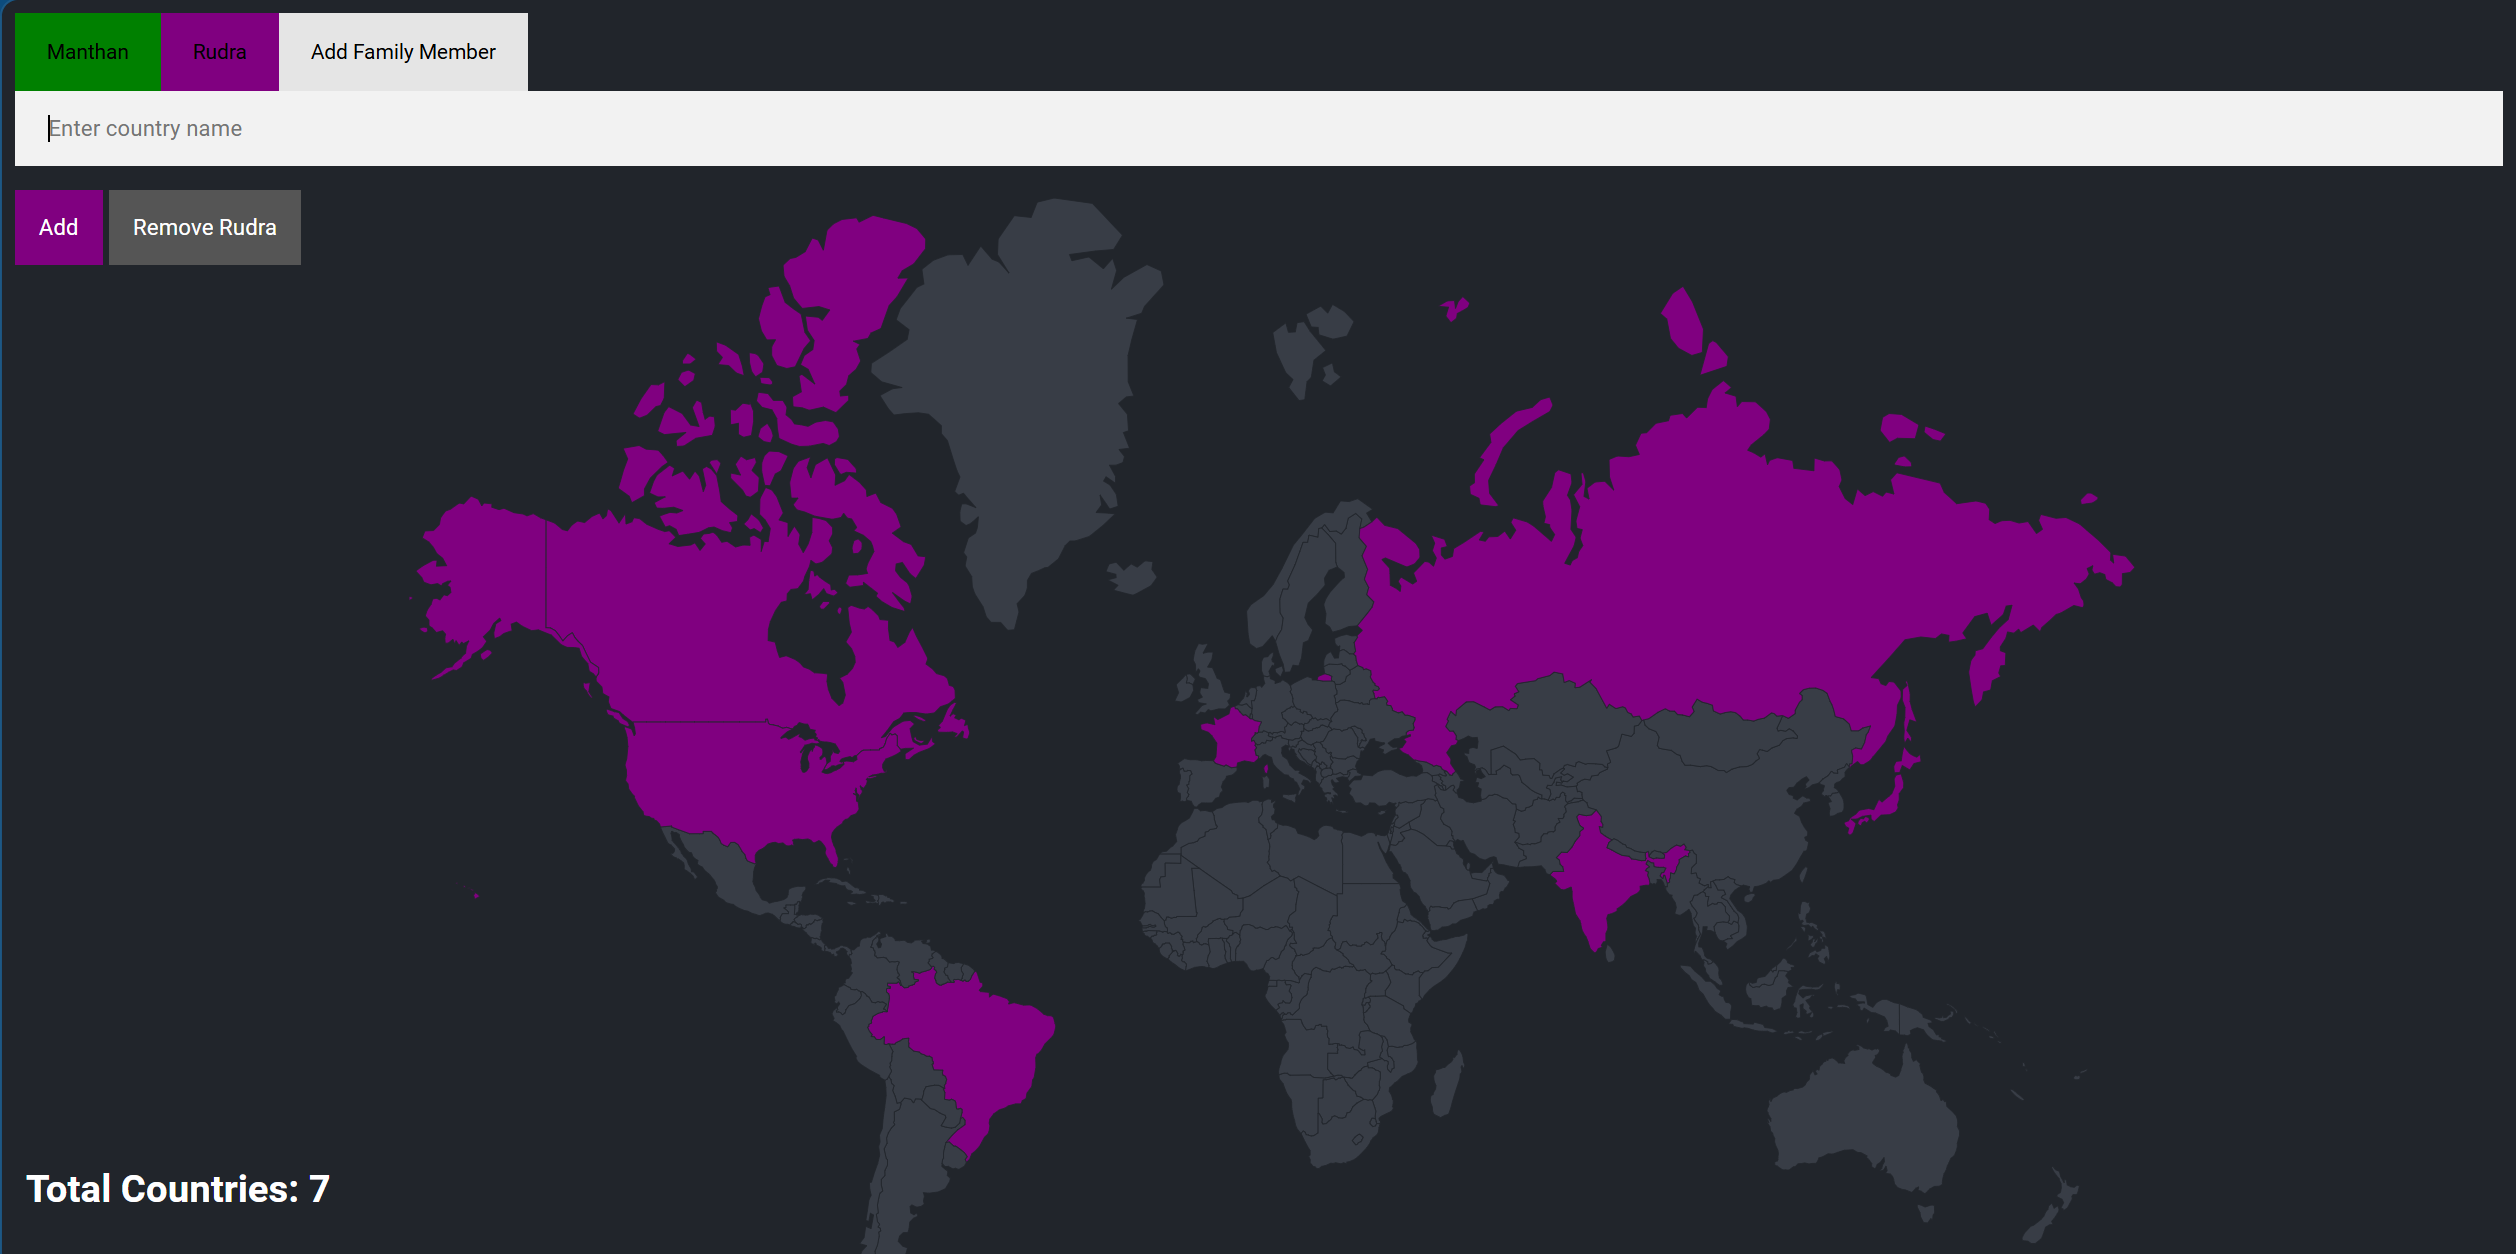 Manthan Rudra Add Family Member
Enter country name
Add Remove Rudra
Total Countries: 7